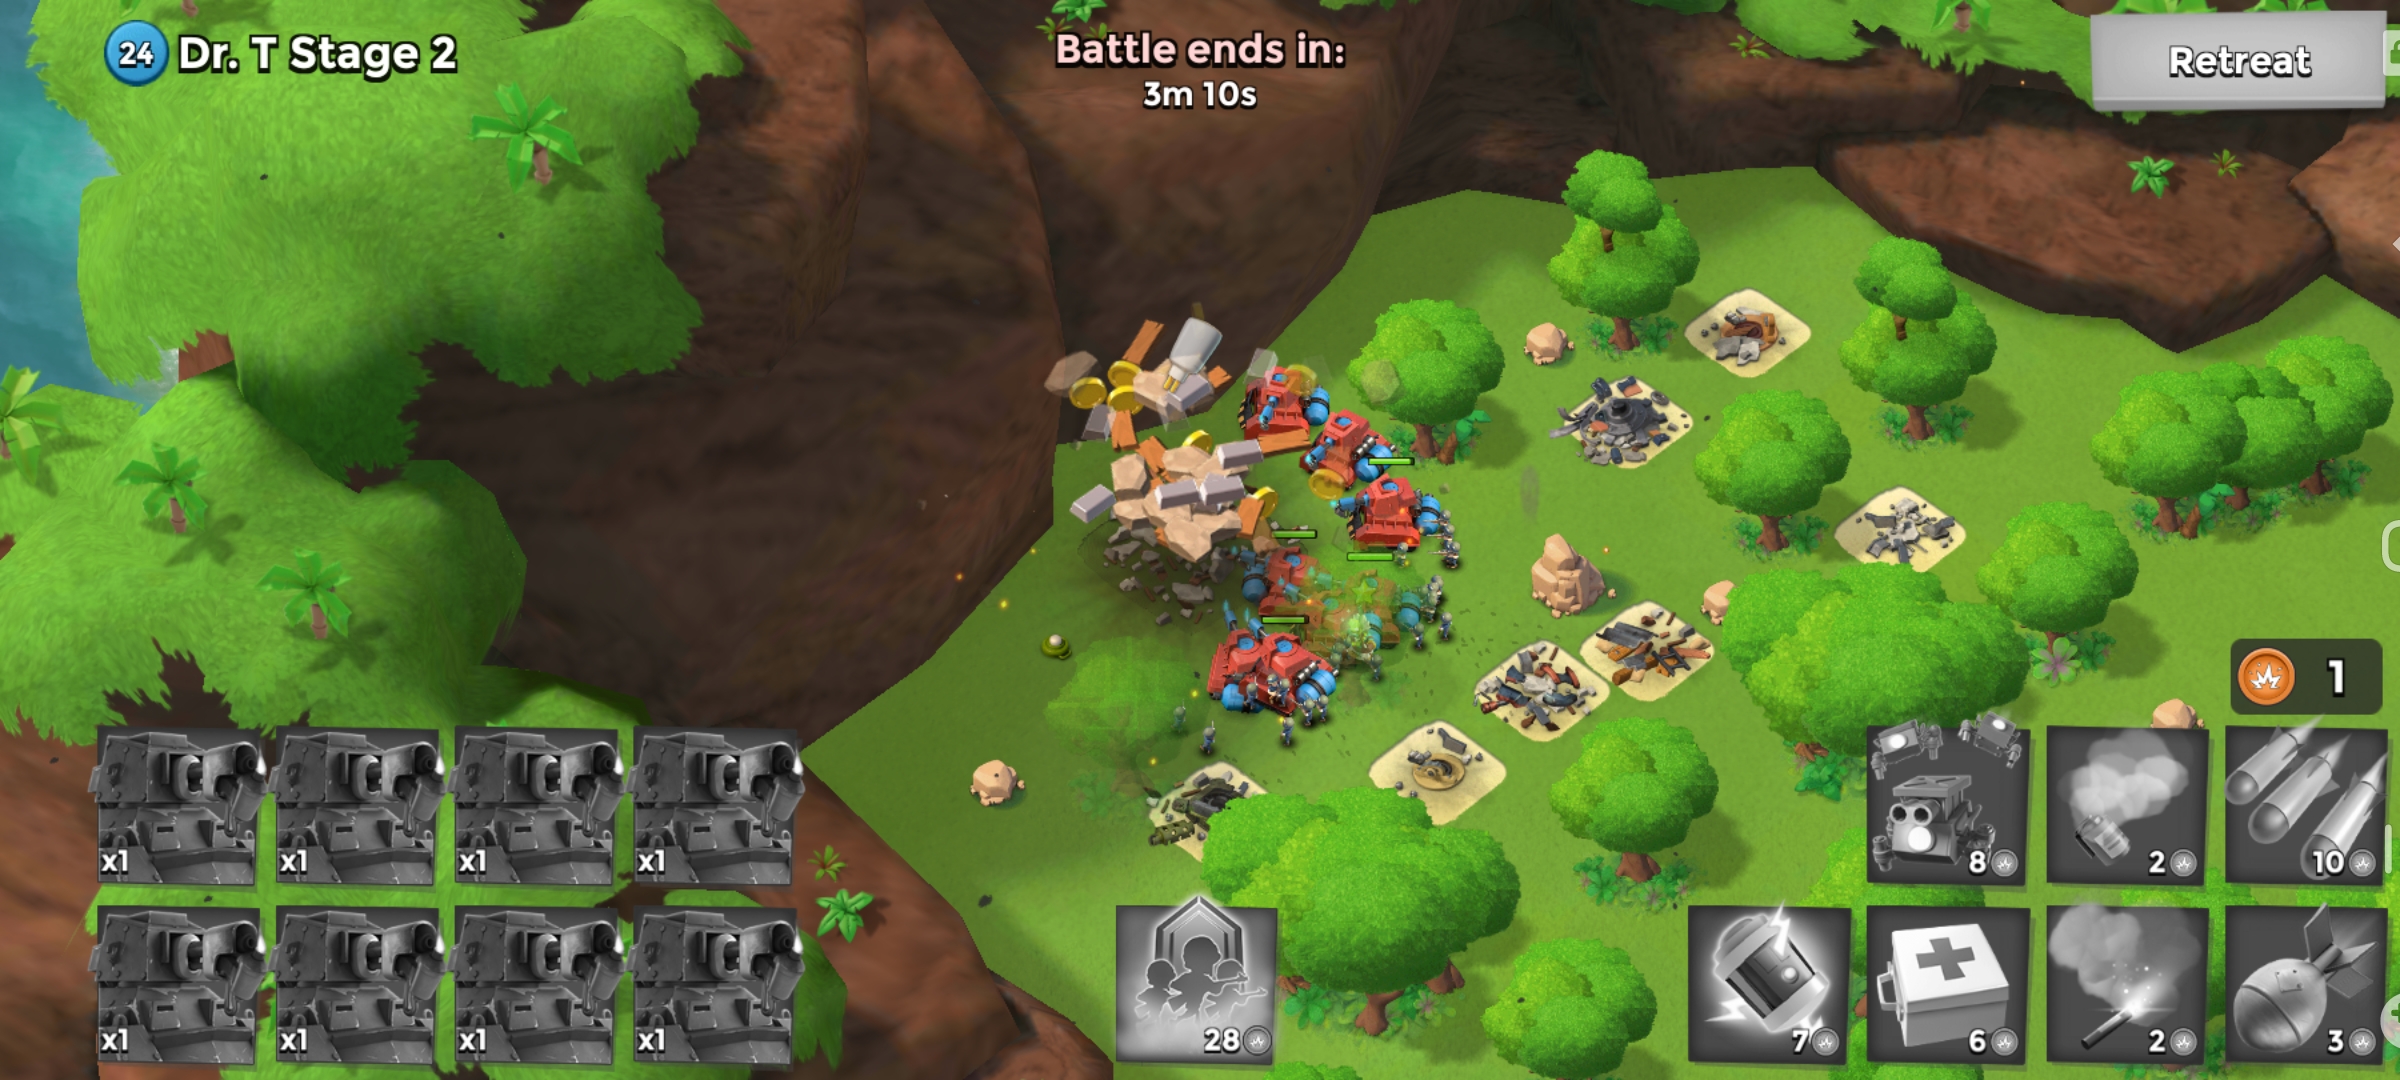 24 Dr. T Stage 2
Battle ends in:
3m 10s
Retreat
1
x1 x1 x1 x1
8 2 10
x1 x1 x1 x1
28 7 6 2 3